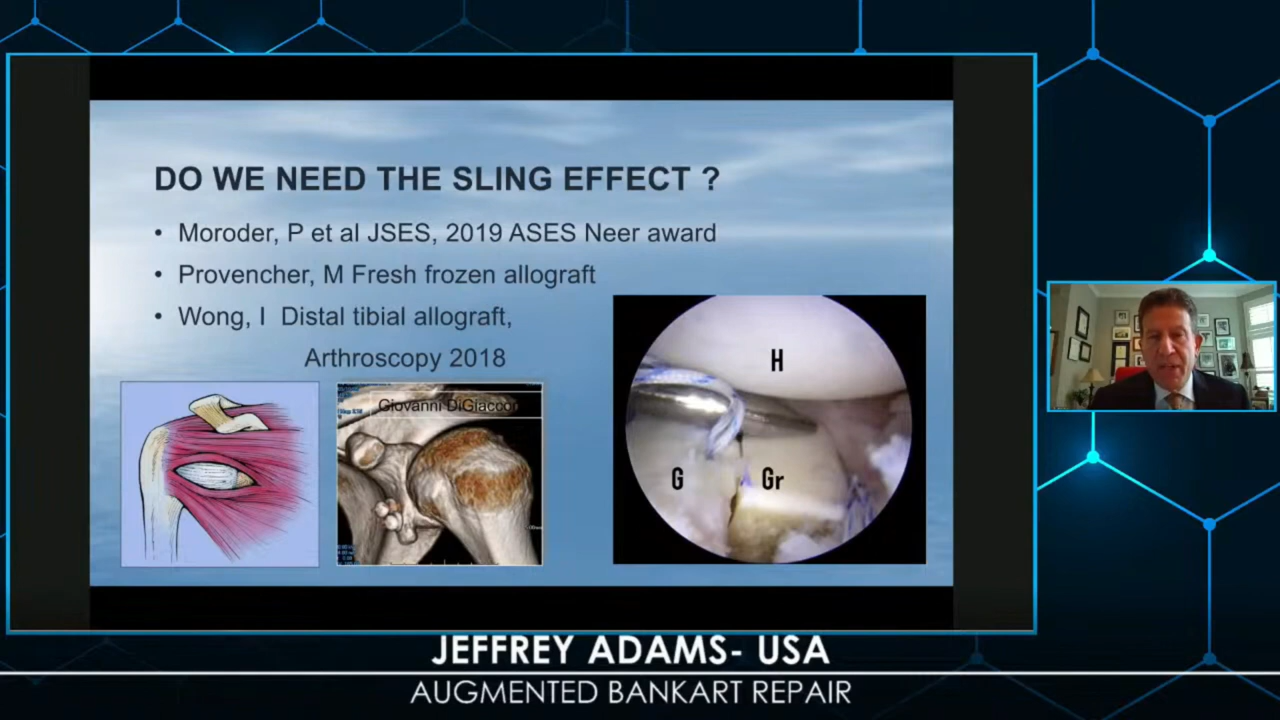 DO WE NEED THE SLING EFFECT ?
• Moroder, P et al JSES, 2019 ASES Neer award
• Provencher, M Fresh frozen allograft
• Wong, I Distal tibial allograft,
Arthroscopy 2018
Giovanni DiGiacco
H
G
Gr
JEFFREY ADAMS- USA
AUGMENTED BANKART REPAIR